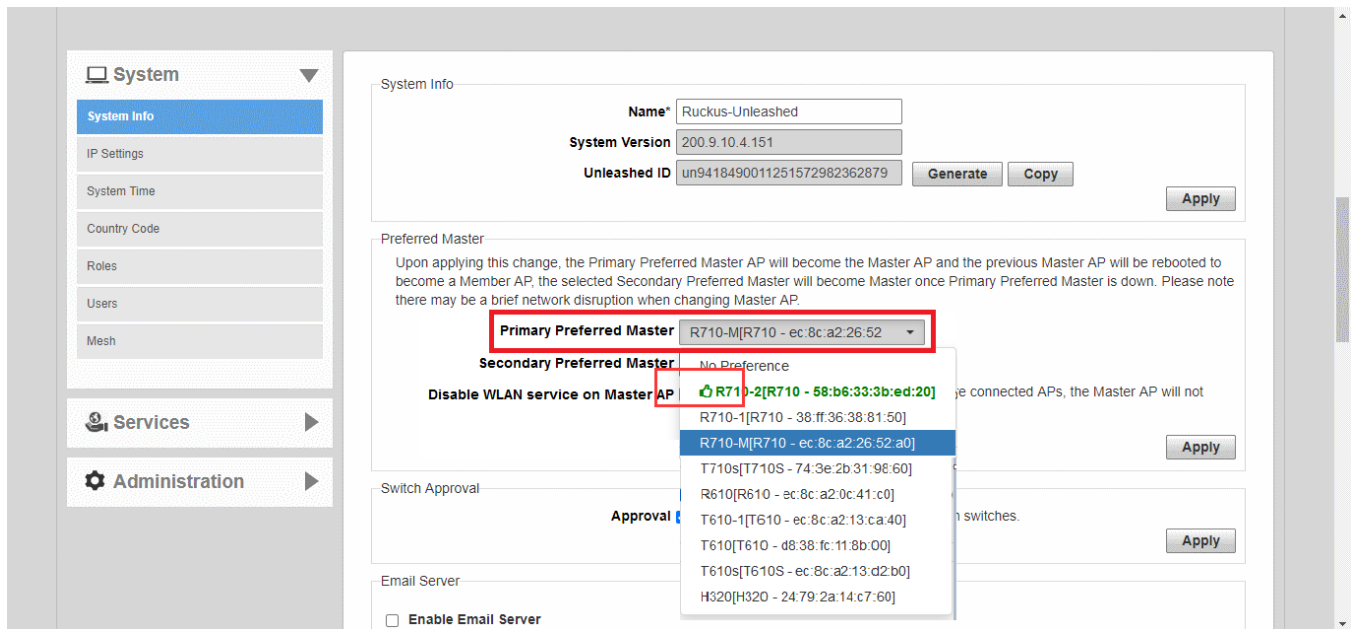 System
System Info
IP Settings
System Time
Country Code
Roles
Users
Mesh
Services
Administration
System Info
Name* Ruckus-Unleashed
System Version 200.9.10.4.151
Unleashed ID un9418490011251572982362879 Generate Copy
Apply
Preferred Master
Upon applying this change, the Primary Preferred Master AP will become the Master AP and the previous Master AP will be rebooted to
become a Member AP, the selected Secondary Preferred Master will become Master once Primary Preferred Master is down. Please note
there may be a brief network disruption when changing Master AP.
Primary Preferred Master R710-M[R710 - ec:8c:a2:26:52
Secondary Preferred Master
No Preference
Disable WLAN service on Master AP
R710-2[R710 - 58:b6:33:3b:ed:20]
connected APs, the Master AP will not
R710-1[R710 - 38:ff:36:38:81:50]
R710-M[R710 - ec:8c:a2:26:52:a0]
Apply
T710s[T710S - 74:3e:2b:31:98:60]
Switch Approval
R610[R610 - ec:8c:a2:0c:41:c0]
Approval
T610-1[T610 - ec:8c:a2:13:ca:40]
switches.
T610[T610 - d8:38:fc:11:8b:00]
Apply
T610s[T610S - ec:8c:a2:13:d2:b0]
Email Server
H320[H320 - 24:79:2a:14:c7:60]
Enable Email Server